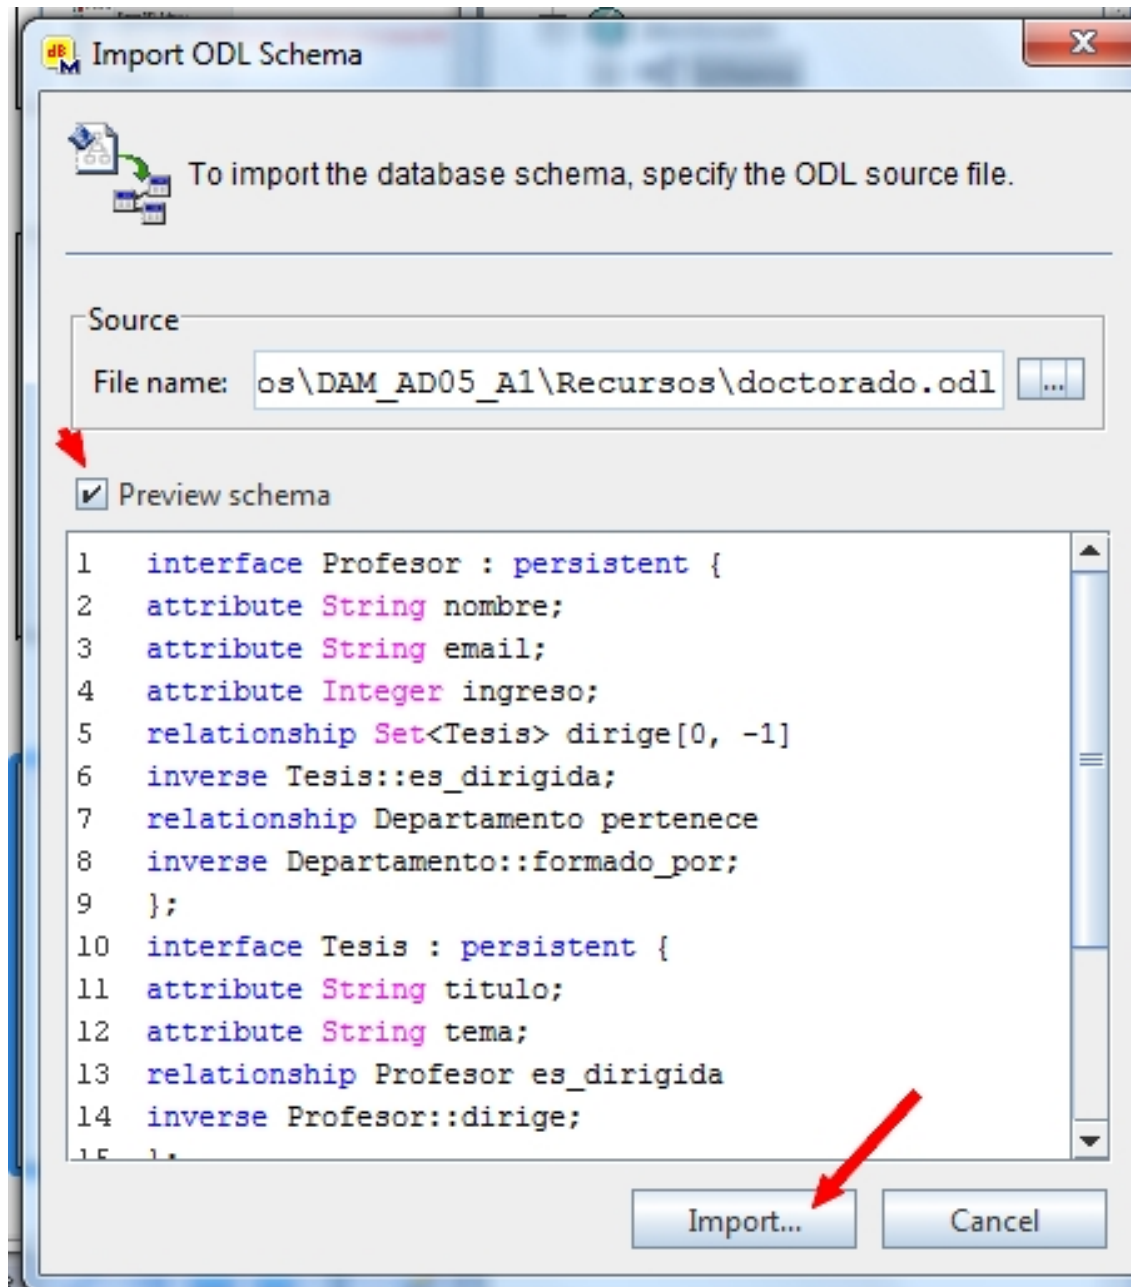 Import ODL Schema
To import the database schema, specify the ODL source file.
Source
File name: os\DAM_AD05_A1\Recursos\doctorado.odl ...
Preview schema
1 interface Profesor : persistent {
2 attribute String nombre;
3 attribute String email;
4 attribute Integer ingreso;
5 relationship Set<Tesis> dirige[0, -1]
6 inverse Tesis::es_dirigida;
7 relationship Departamento pertenece
8 inverse Departamento::formado_por;
9 };
10 interface Tesis : persistent {
11 attribute String titulo;
12 attribute String tema;
13 relationship Profesor es_dirigida
14 inverse Profesor::dirige;
15 };
Import... Cancel